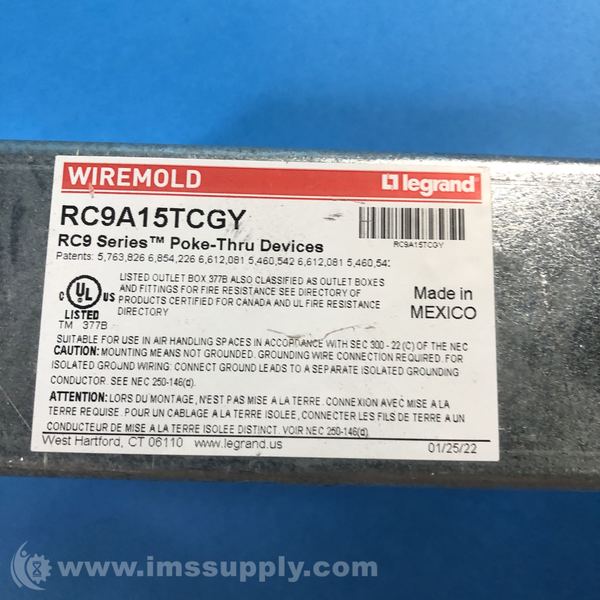 WIREMOLD
legrand
RC9A15TCGY
RC9A15TCGY
RC9 Series™ Poke-Thru Devices
Patents: 5,763,826 6,854,226 6,612,081 5,460,542 6,612,081 5,460,54
C UL US
LISTED
TM 377B
LISTED OUTLET BOX 377B ALSO CLASSIFIED AS OUTLET BOXES
AND FITTINGS FOR FIRE RESISTANCE SEE DIRECTORY OF
PRODUCTS CERTIFIED FOR CANADA AND UL FIRE RESISTANCE
DIRECTORY
Made in
MEXICO
SUITABLE FOR USE IN AIR HANDLING SPACES IN ACCORDANCE WITH SEC 300 - 22 (C) OF THE NEC
CAUTION: MOUNTING MEANS NOT GROUNDED. GROUNDING WIRE CONNECTION REQUIRED. FOR
ISOLATED GROUND WIRING: CONNECT GROUND LEADS TO A SEPARATE ISOLATED GROUNDING
CONDUCTOR. SEE NEC 250-146(d)
ATTENTION: LORS DU MONTAGE, N'EST PAS MISE A LA TERRE. CONNEXION AVEC MISE A LA
TERRE REQUISE. POUR UN CABLAGE A LA TERRE ISOLEE, CONNECTER LES FILS DE TERRE A UN
CONDUCTEUR DE MISE A LA TERRE ISOLEE DISTINCT. VOIR NEC 250-146(d)
West Hartford, CT 06110 www.legrand.us
01/25/22
www.imssupply.com